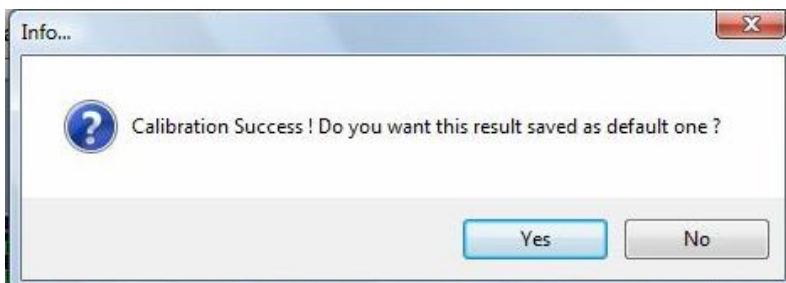 Info...
Calibration Success ! Do you want this result saved as default one ?
Yes
No